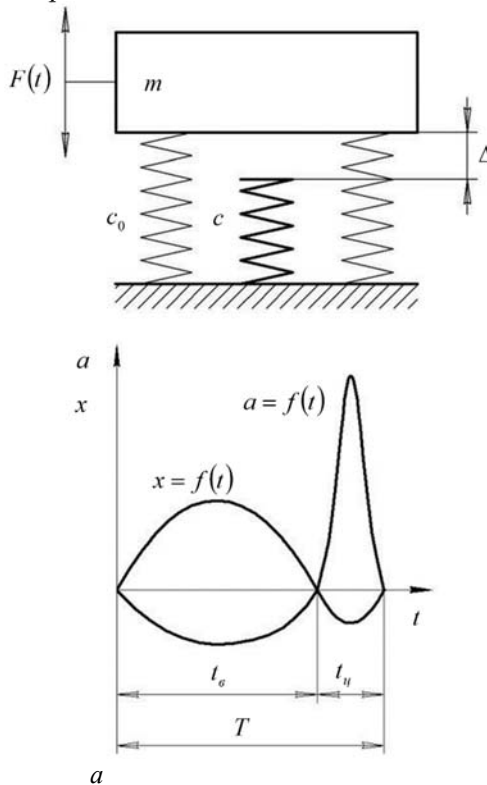 F(t)
m
Δ
c₀
c
a
x
a = f(t)
x = f(t)
t
tв
tц
T
а